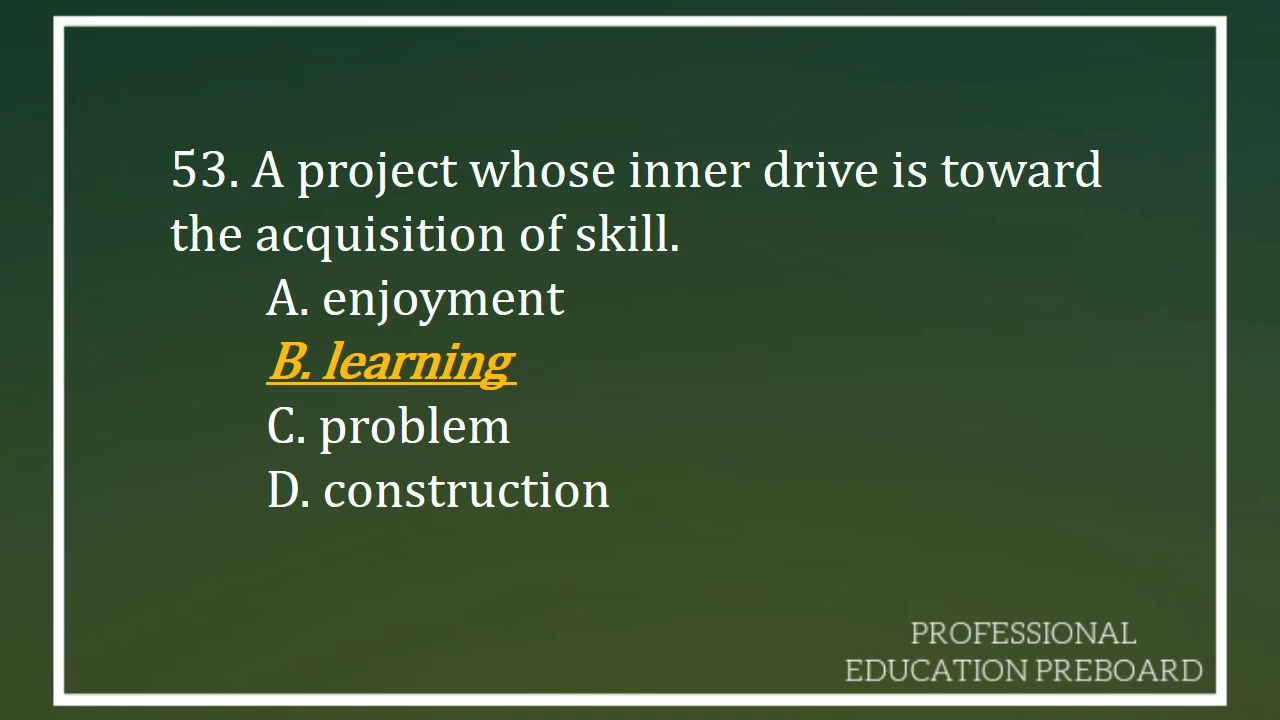 53. A project whose inner drive is toward
the acquisition of skill.
A. enjoyment
B. learning
C. problem
D. construction
PROFESSIONAL
EDUCATION PREBOARD